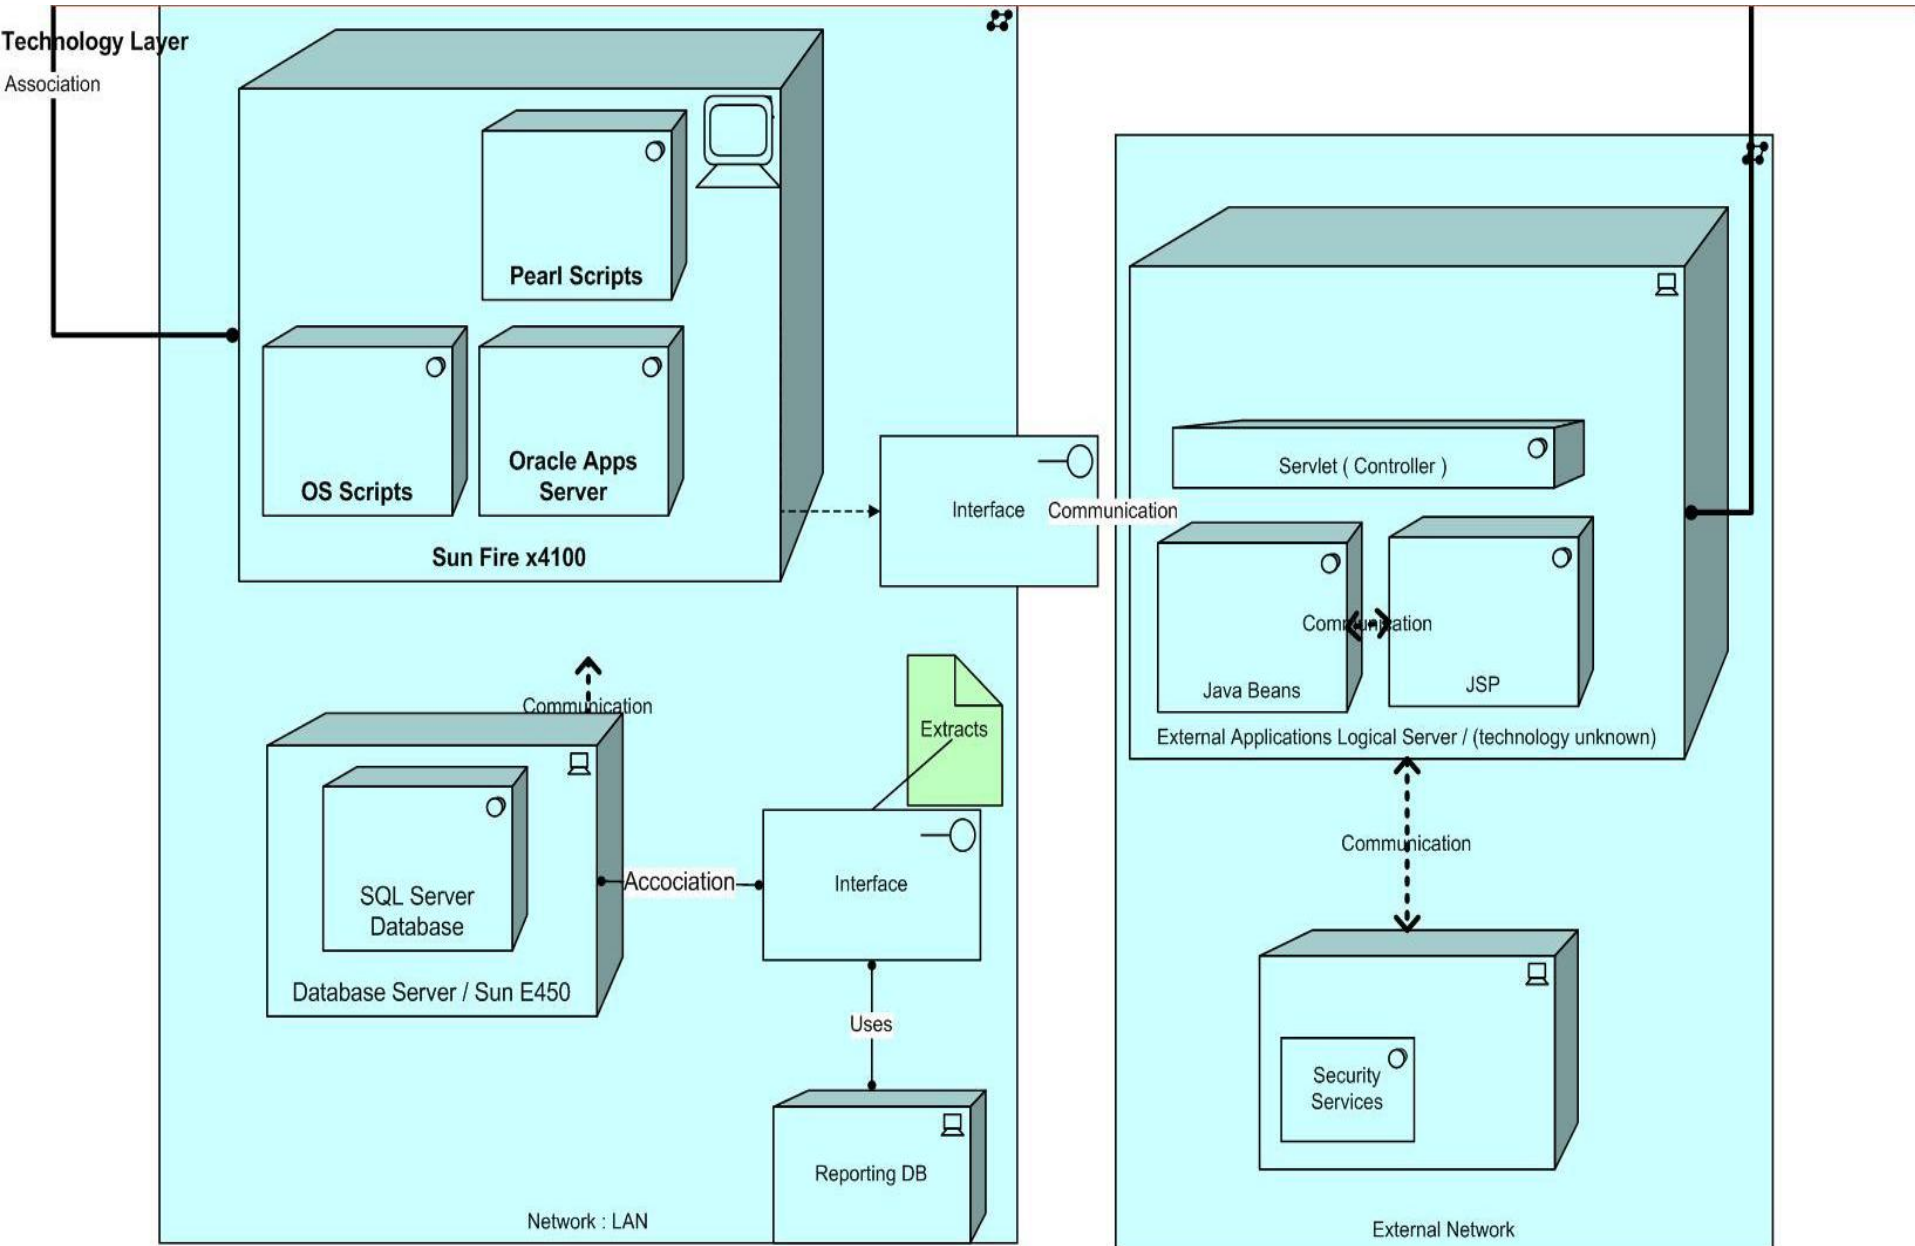 Technology Layer
Association
Pearl Scripts
OS Scripts
Oracle Apps
Server
Sun Fire x4100
Interface
Communication
Servlet ( Controller )
Communication
Java Beans
JSP
External Applications Logical Server / (technology unknown)
Communication
Extracts
SQL Server
Database
Database Server / Sun E450
Accociation
Interface
Uses
Reporting DB
Network : LAN
Communication
Security
Services
External Network